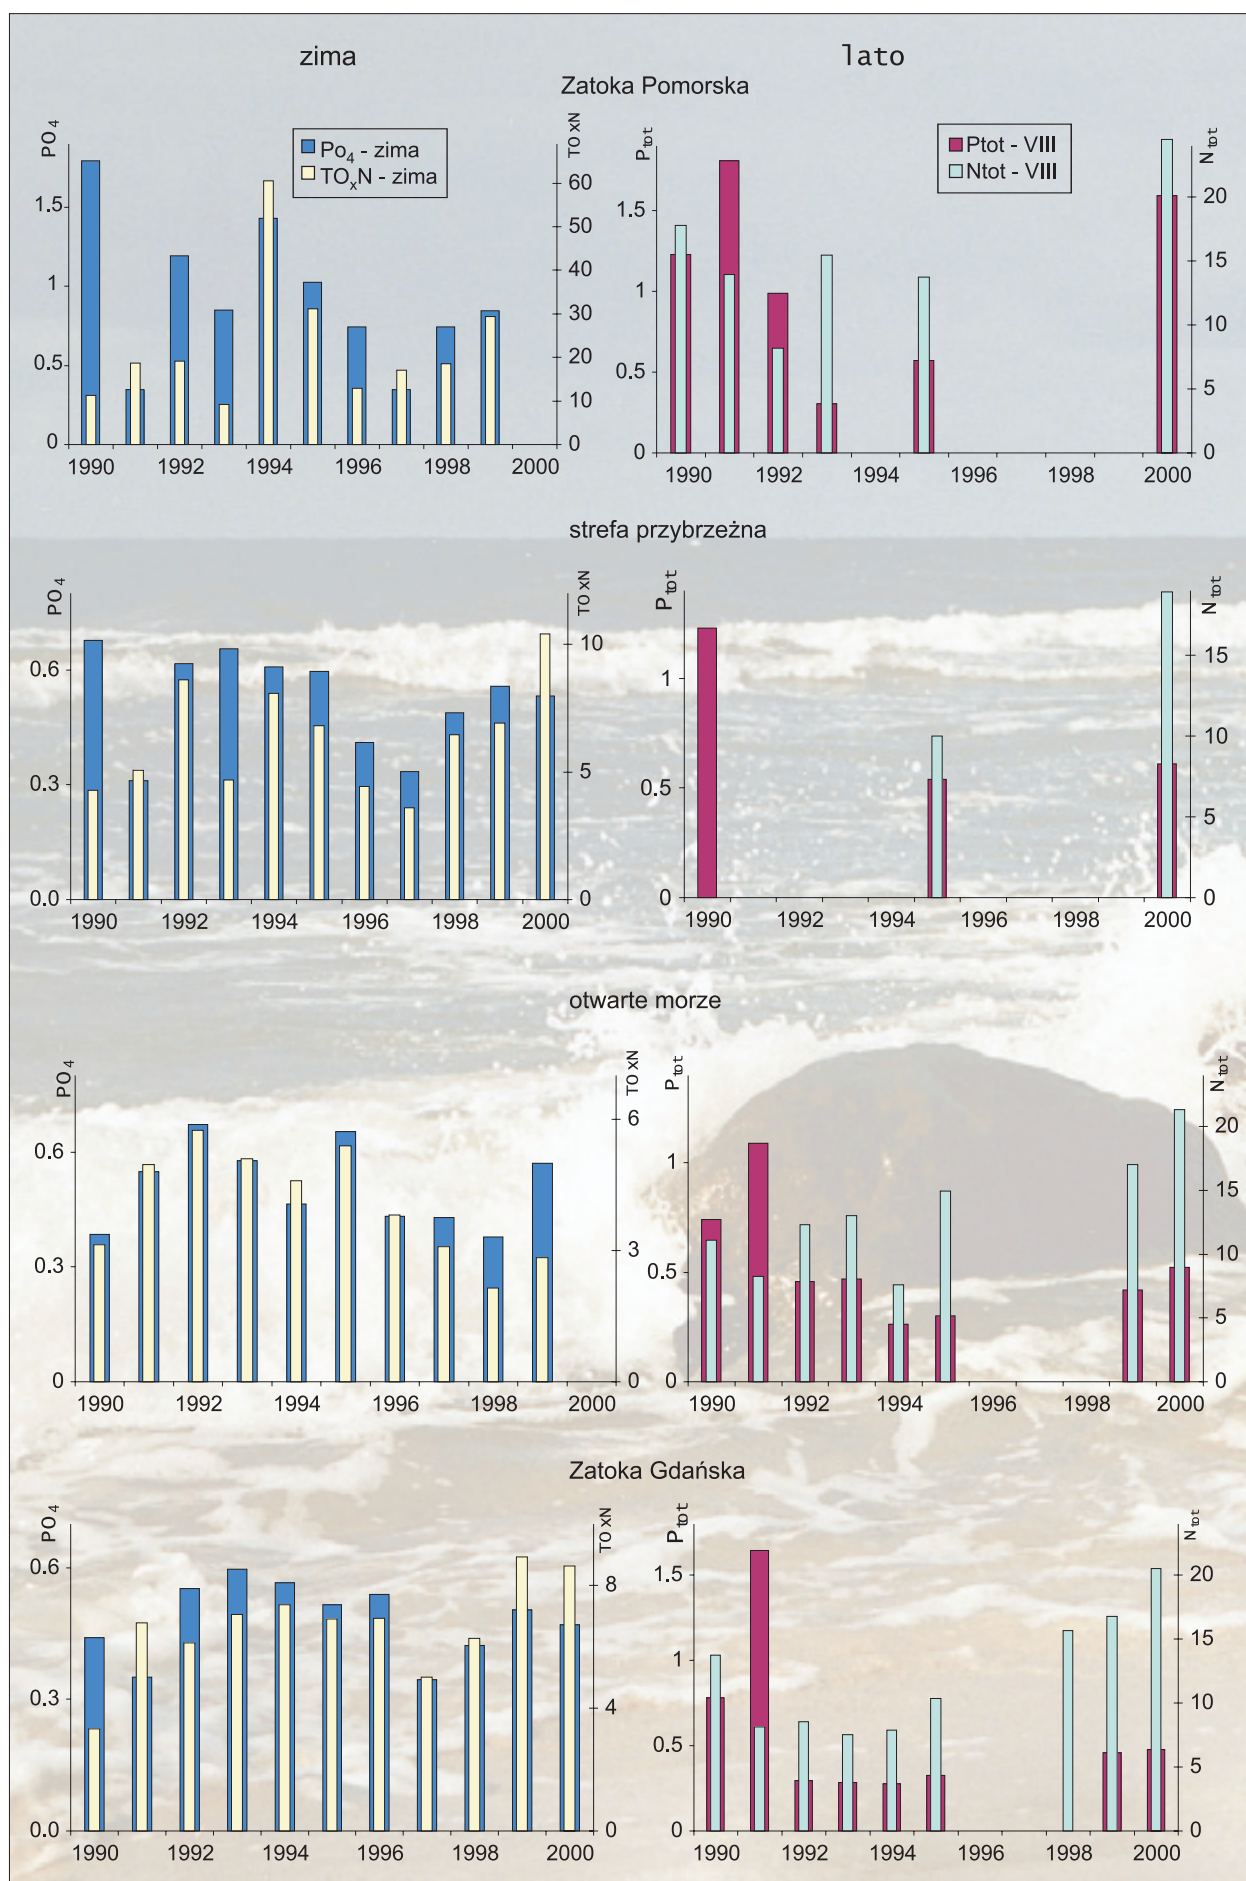 zima
lato
Zatoka Pomorska
PO4
TOxN
Po4 - zima
TOxN - zima
1.5
1
0.5
0
60
50
40
30
20
10
0
1990 1992 1994 1996 1998 2000
Ptot
Ntot
Ptot - VIII
Ntot - VIII
1.5
1
0.5
0
20
15
10
5
0
1990 1992 1994 1996 1998 2000
strefa przybrzeżna
PO4
TOxN
0.6
0.3
0.0
10
5
0
1990 1992 1994 1996 1998 2000
Ptot
Ntot
1
0.5
0
15
10
5
0
1990 1992 1994 1996 1998 2000
otwarte morze
PO4
TOxN
0.6
0.3
0
6
3
0
1990 1992 1994 1996 1998 2000
Ptot
Ntot
1
0.5
0
20
15
10
5
0
1990 1992 1994 1996 1998 2000
Zatoka Gdańska
PO4
TOxN
0.6
0.3
0.0
8
4
0
1990 1992 1994 1996 1998 2000
Ptot
Ntot
1.5
1
0.5
0
20
15
10
5
0
1990 1992 1994 1996 1998 2000